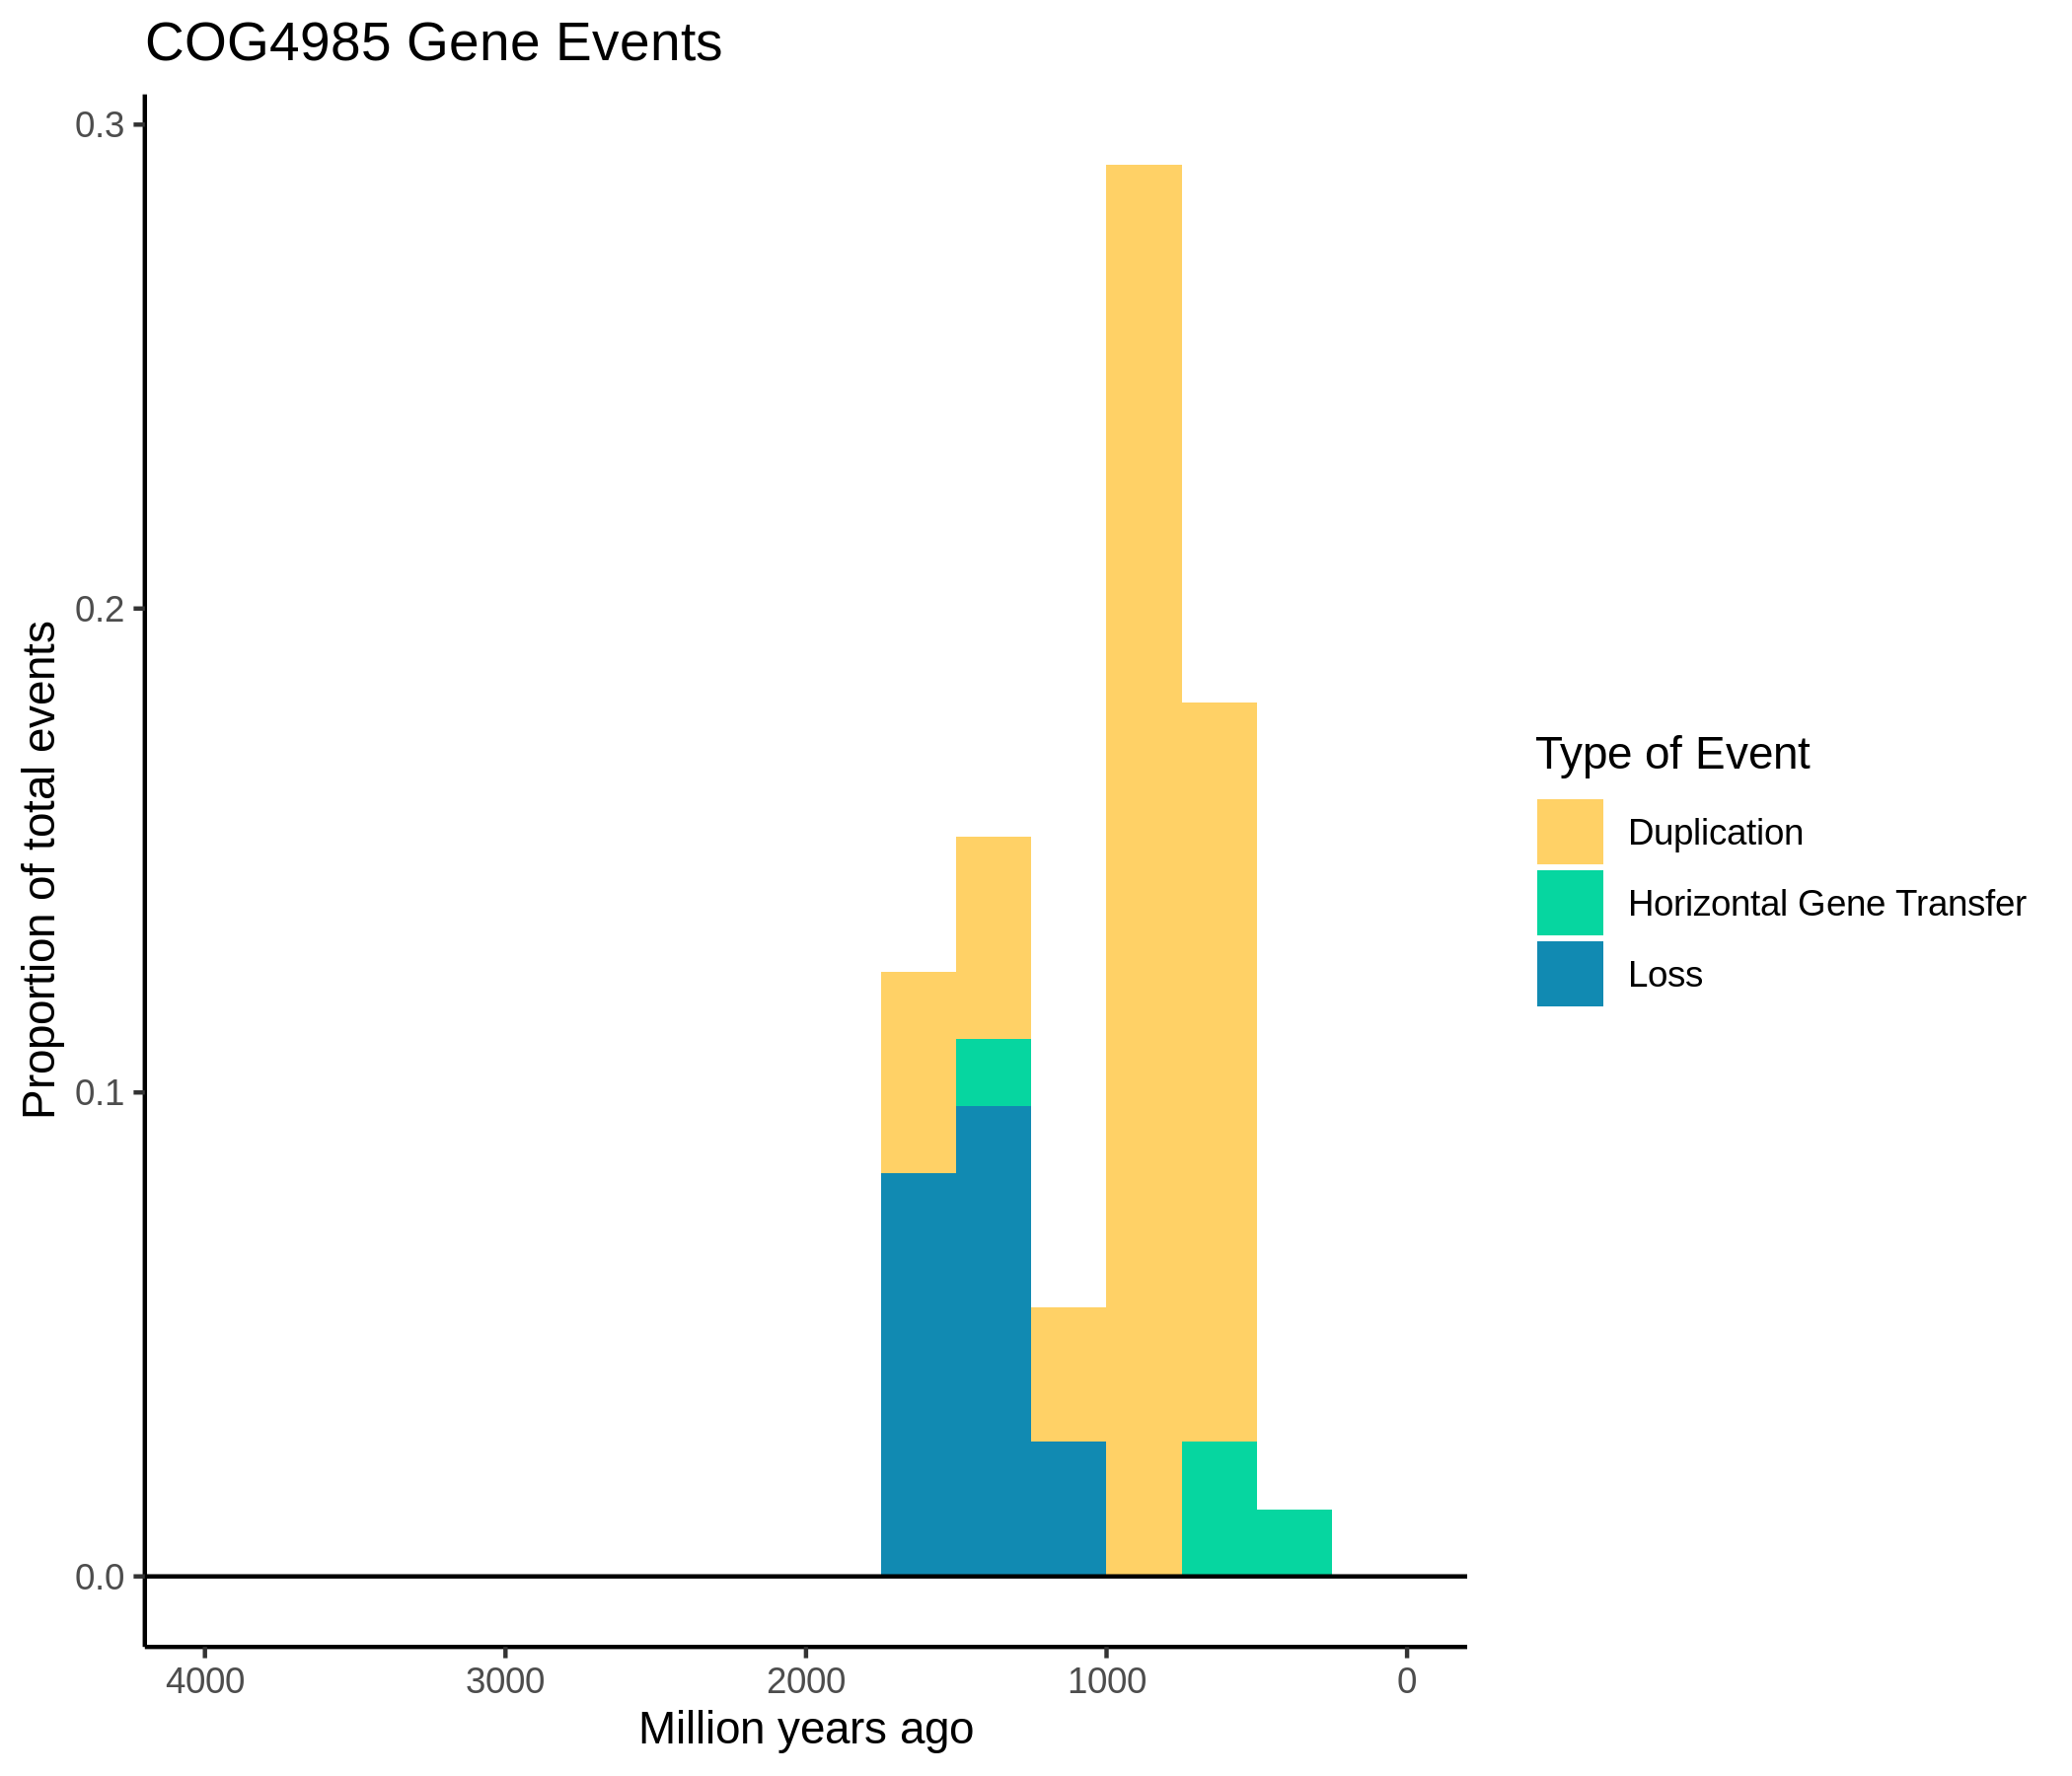 COG4985 Gene Events
0.3
0.2
0.1
0.0
Proportion of total events
4000 3000 2000 1000 0
Million years ago
Type of Event
Duplication
Horizontal Gene Transfer
Loss